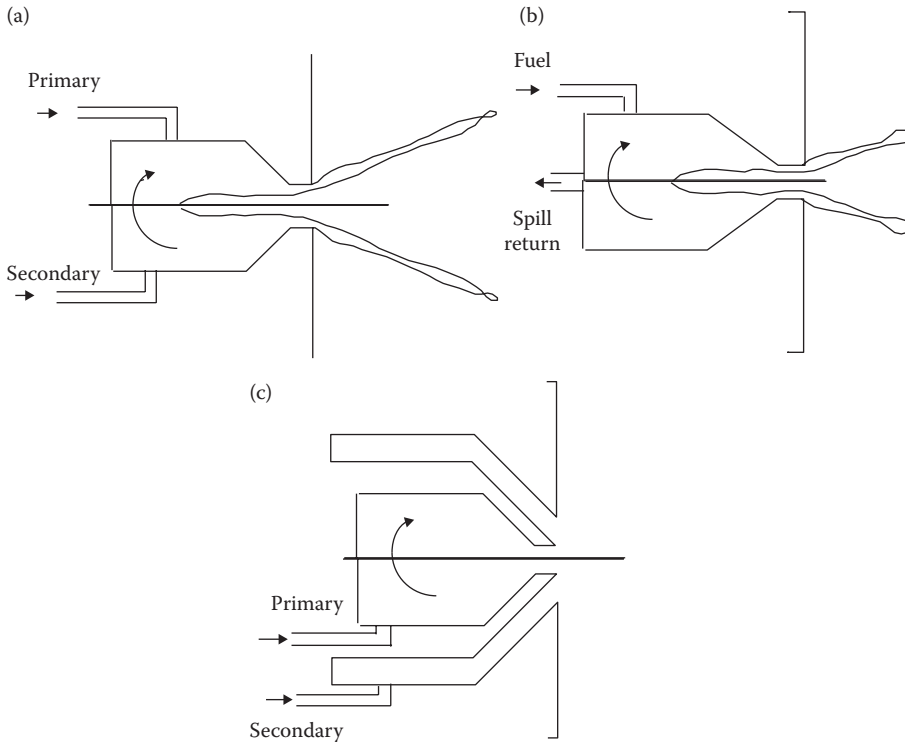 (a)
Primary
Secondary
(b)
Fuel
Spill
return
(c)
Primary
Secondary